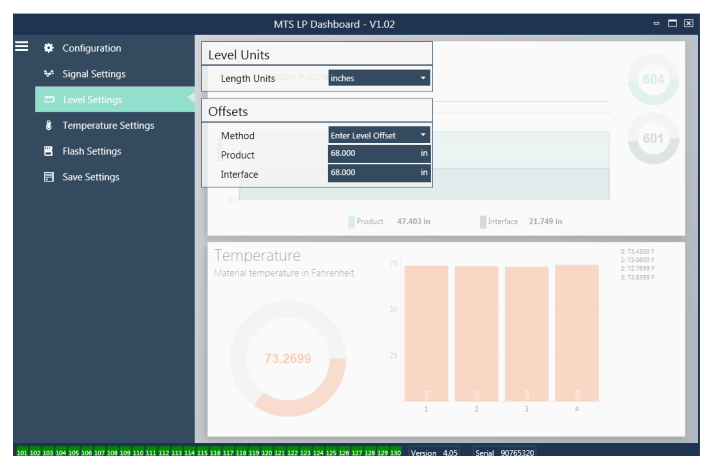 MTS LP Dashboard - V1.02
Configuration
Signal Settings
Level Settings
Temperature Settings
Flash Settings
Save Settings
Level Units
Length Units inches
Offsets
Method Enter Level Offset
Product 68.000 in
Interface 68.000 in
604
601
Product 47.403 in Interface 21.749 in
Temperature
Material temperature in Fahrenheit
73.2699
75
50
25
1 2 3 4
0: 73.4300 F
1: 73.0600 F
2: 72.7699 F
3: 73.8399 F
101 102 103 104 105 106 107 108 109 110 111 112 113 114 115 116 117 118 119 120 121 122 123 124 125 126 127 128 129 130 Version 4.05 Serial 90765320